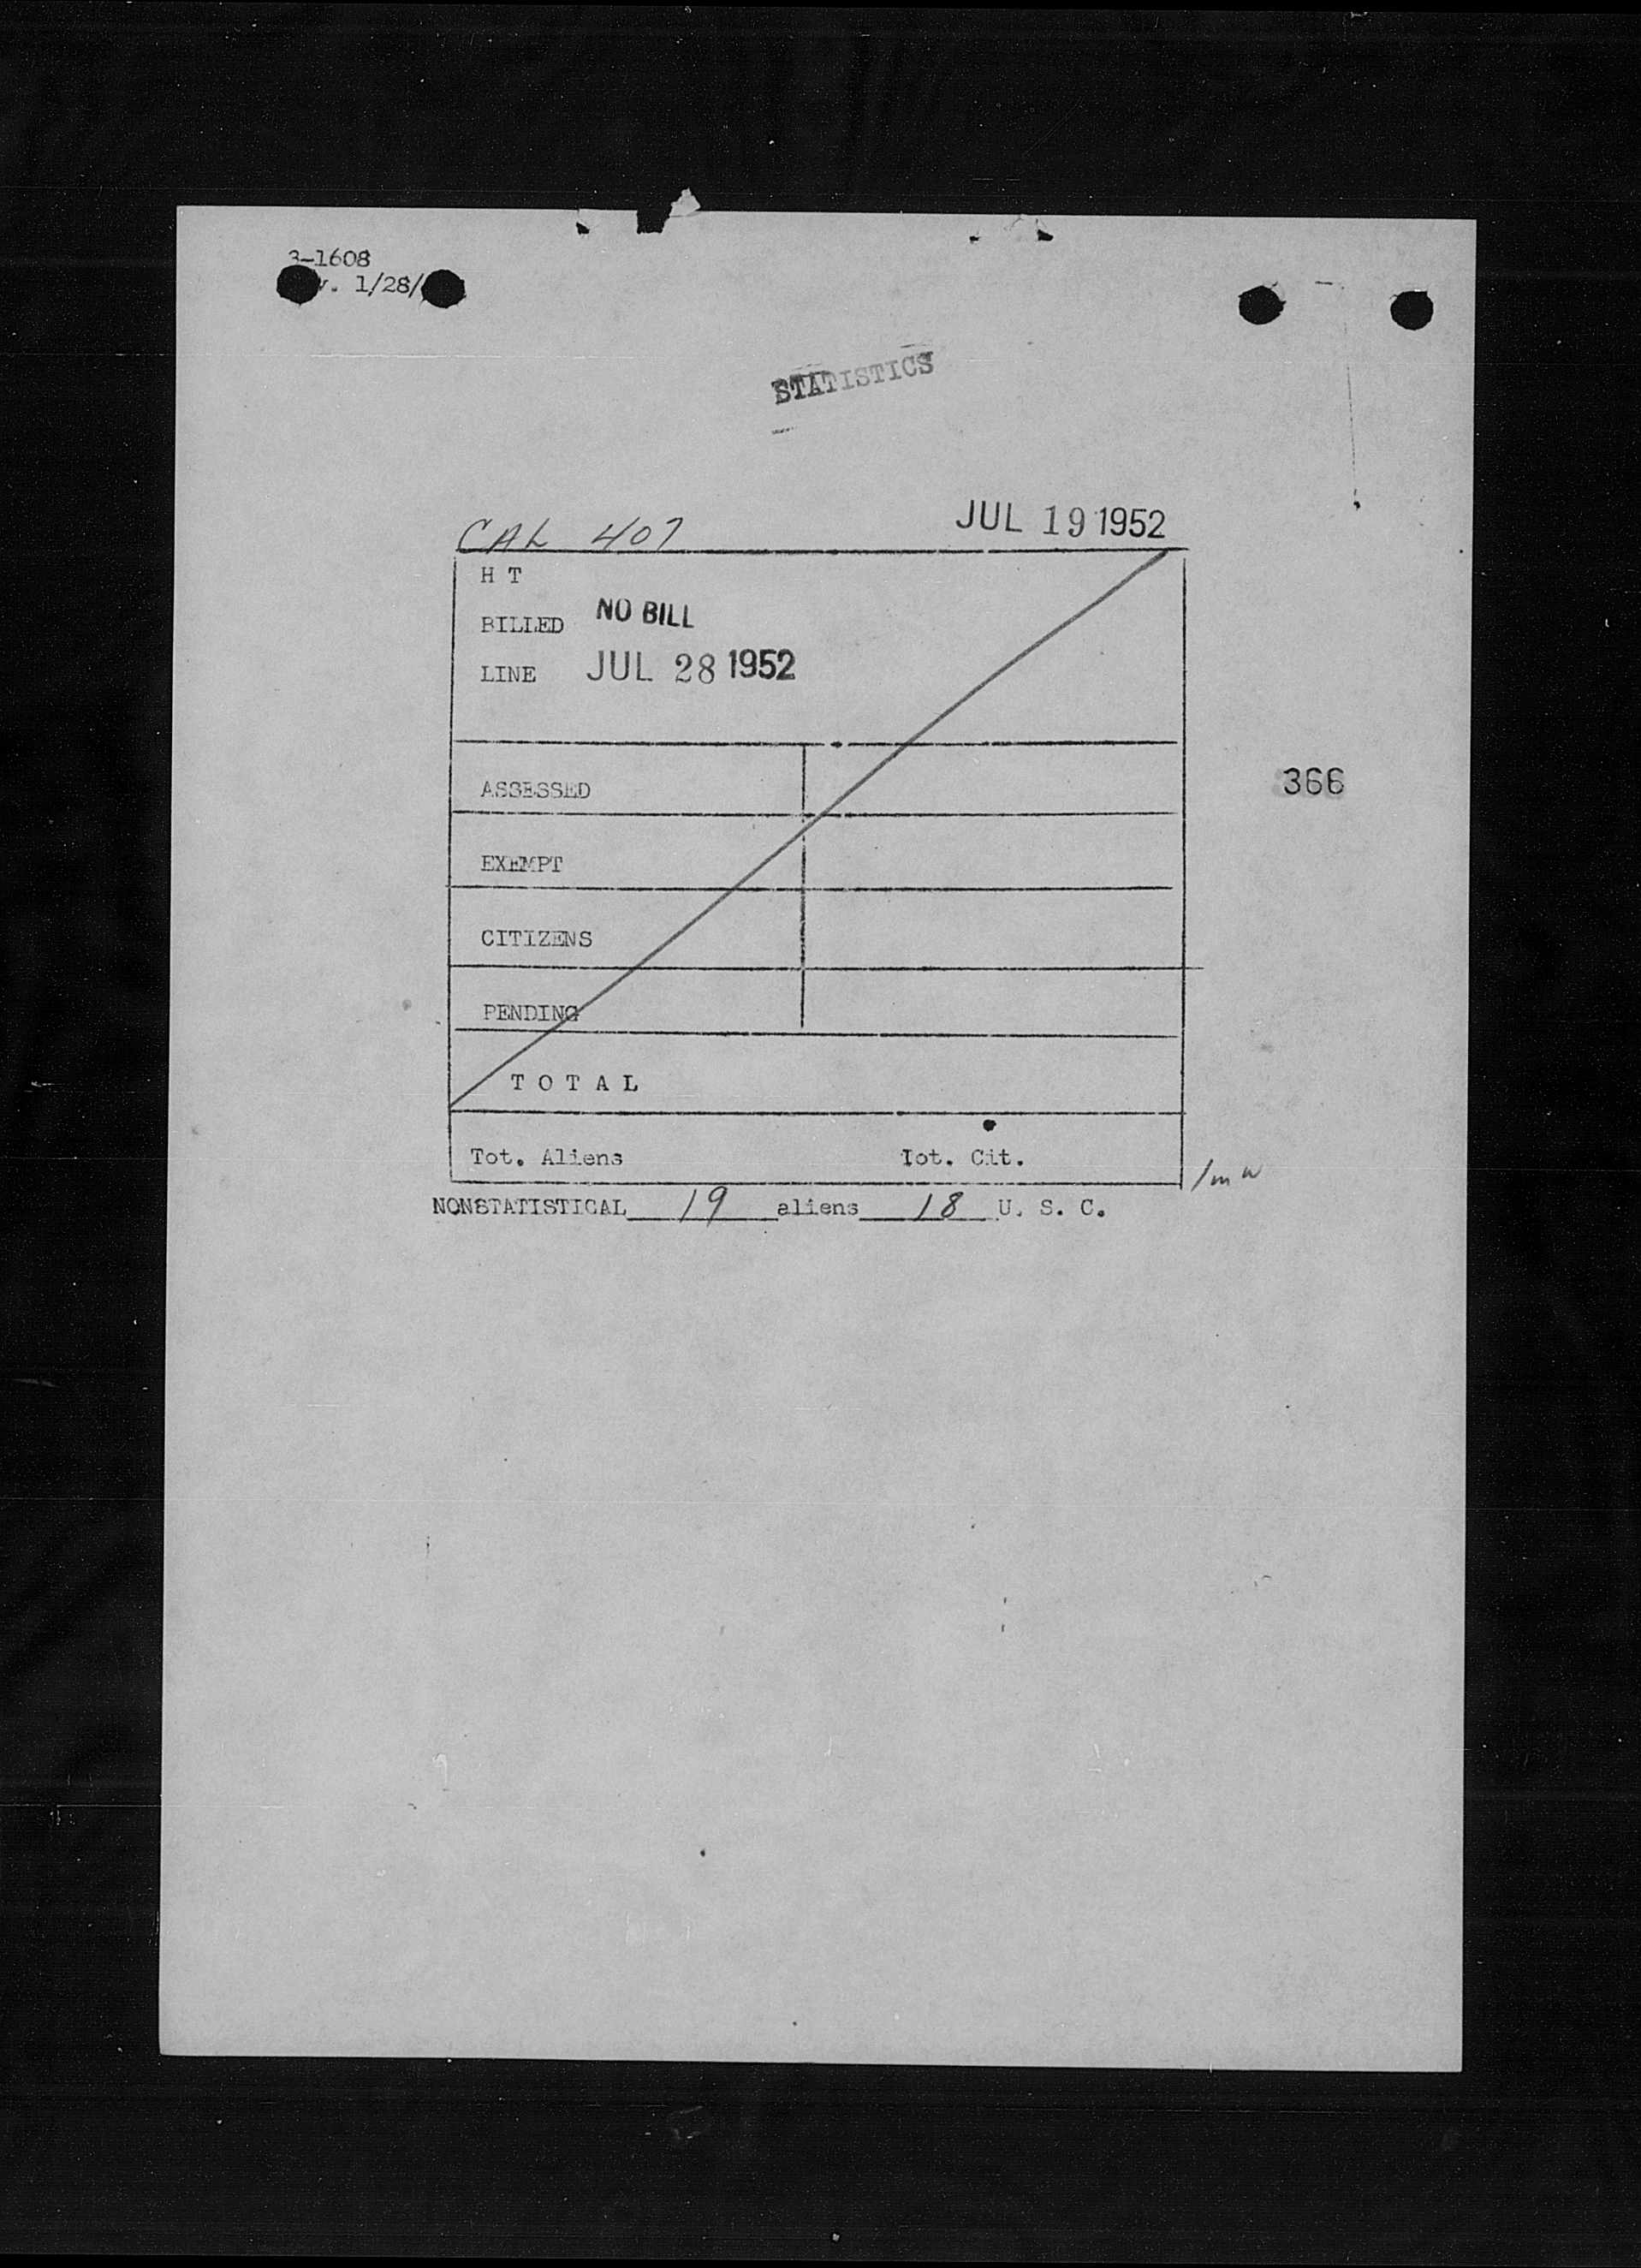 3-1608
v. 1/28/
STATISTICS
CAL 407 JUL 19 1952
H T
BILLED NO BILL
LINE JUL 28 1952
ASSESSED
366
EXEMPT
CITIZENS
PENDING
T O T A L
Tot. Aliens Tot. Cit.
/mw
NONSTATISTICAL 19 aliens 18 U. S. C.